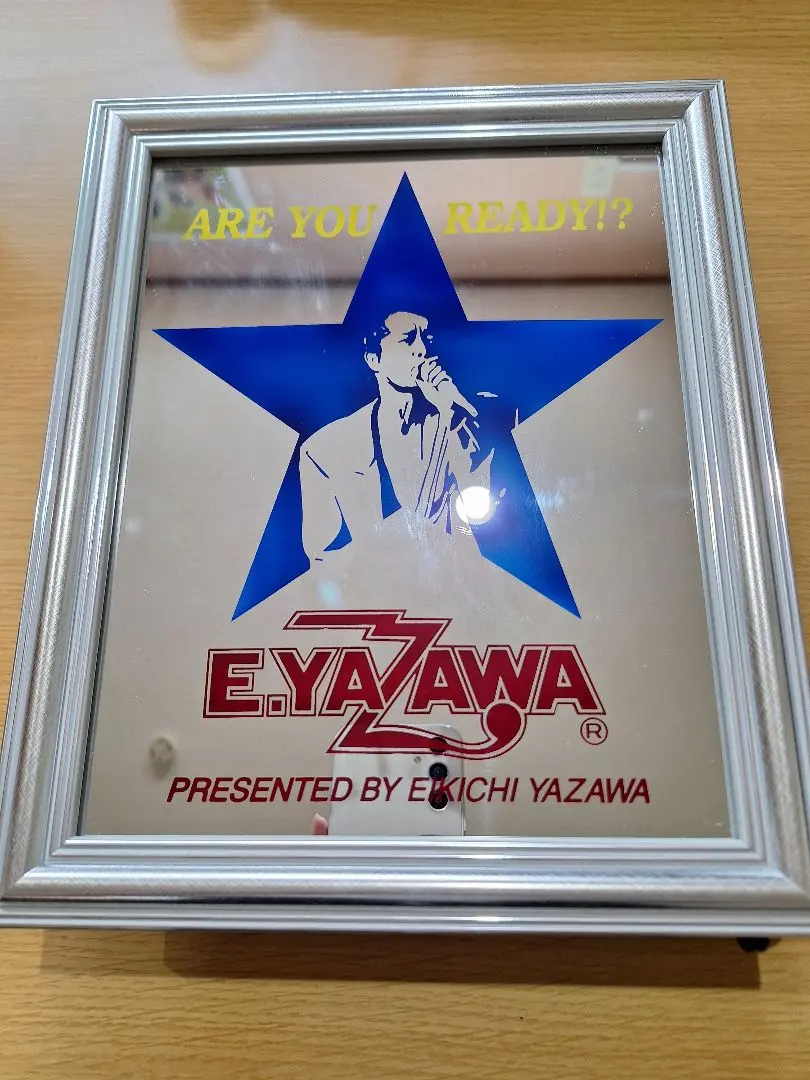 ARE YOU READY!?
E.YAZAWA
®
PRESENTED BY EIKICHI YAZAWA